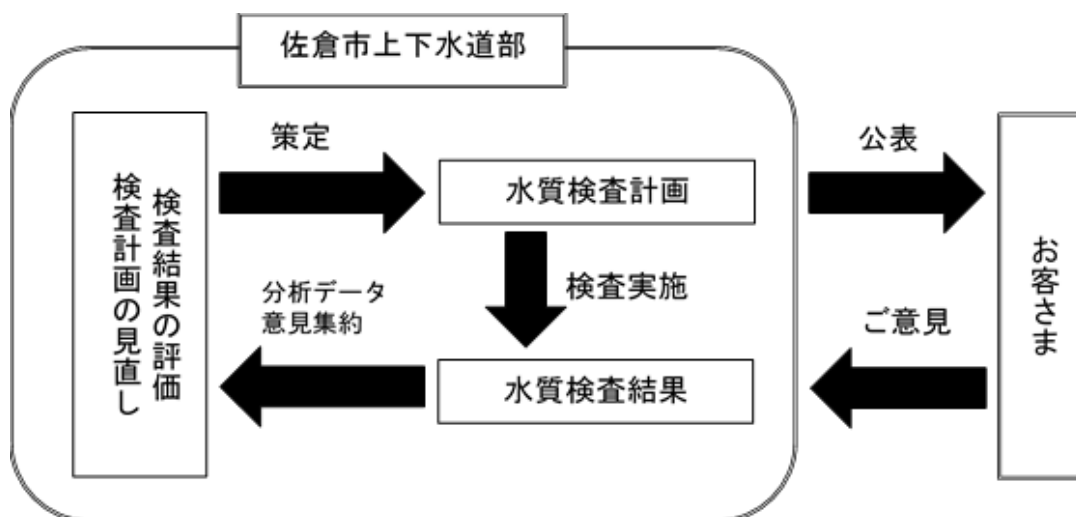 佐倉市上下水道部
検査結果の評価
検査計画の見直し
策定
水質検査計画
検査実施
水質検査結果
分析データ
意見集約
公表
ご意見
お客さま